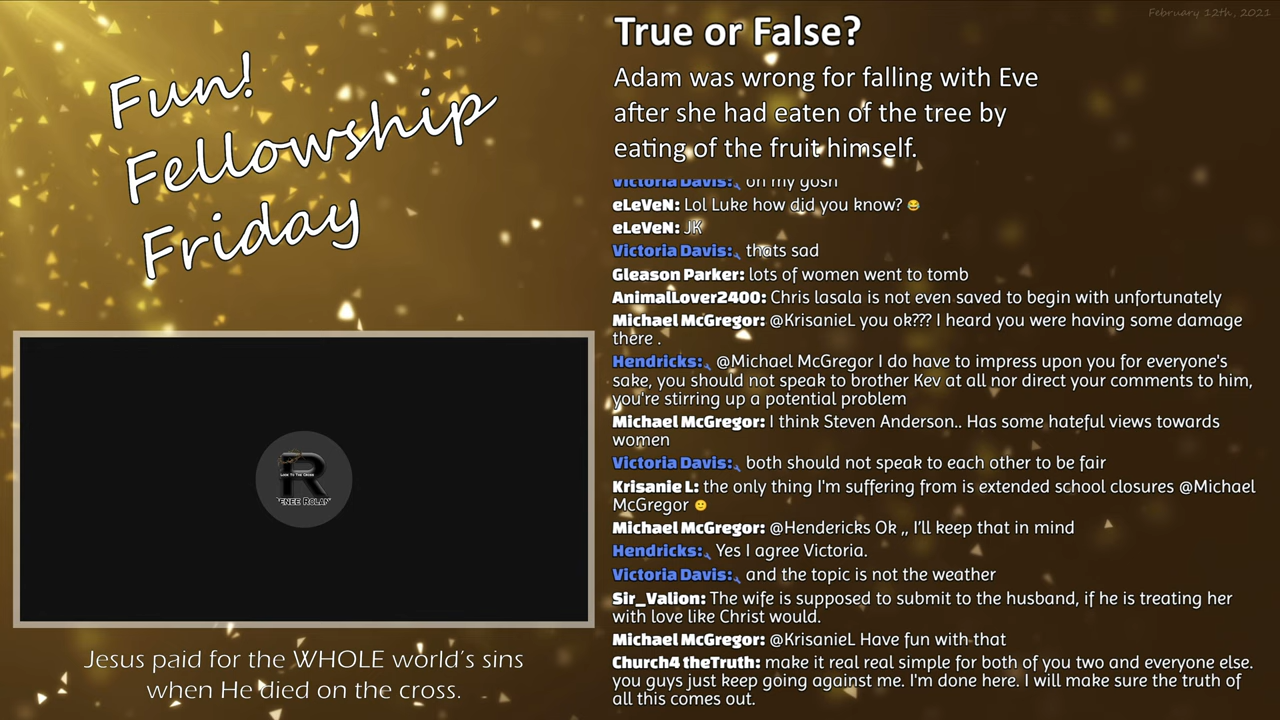 February 12th, 2021
Fun!
Fellowship
Friday
True or False?
Adam was wrong for falling with Eve
after she had eaten of the tree by
eating of the fruit himself.
Victoria Davis: oh my gosh
eLeVeN: Lol Luke how did you know? 😂
eLeVeN: JK
Victoria Davis: thats sad
Gleason Parker: lots of women went to tomb
AnimalLover2400: Chris lasala is not even saved to begin with unfortunately
Michael McGregor: @KrisanieL you ok??? I heard you were having some damage
there .
Hendricks: @Michael McGregor I do have to impress upon you for everyone's
sake, you should not speak to brother Kev at all nor direct your comments to him,
you're stirring up a potential problem
Michael McGregor: I think Steven Anderson.. Has some hateful views towards
women
Victoria Davis: both should not speak to each other to be fair
Krisanie L: the only thing I'm suffering from is extended school closures @Michael
McGregor 🙂
Michael McGregor: @Hendericks Ok ,, I'll keep that in mind
Hendricks: Yes I agree Victoria.
Victoria Davis: and the topic is not the weather
Sir_Valion: The wife is supposed to submit to the husband, if he is treating her
with love like Christ would.
Michael McGregor: @KrisanieL Have fun with that
Church4 theTruth: make it real real simple for both of you two and everyone else.
you guys just keep going against me. I'm done here. I will make sure the truth of
all this comes out.
R
Jesus paid for the WHOLE world's sins
when He died on the cross.